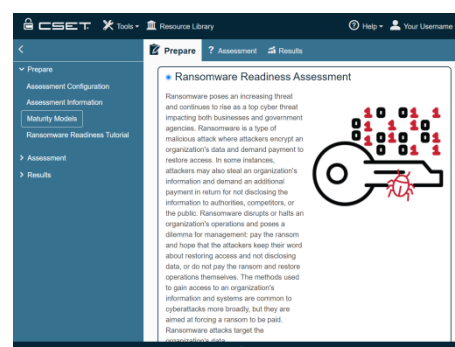 CSET Tools Resource Library Help Your Username
Prepare Assessment Results
Prepare
Assessment Configuration
Assessment Information
Maturity Models
Ransomware Readiness Tutorial
Assessment
Results
Ransomware Readiness Assessment
Ransomware poses an increasing threat
and continues to rise as a top cyber threat
impacting both businesses and government
agencies. Ransomware is a type of
malicious attack where attackers encrypt an
organization's data and demand payment to
restore access. In some instances,
attackers may also steal an organization's
information and demand an additional
payment in return for not disclosing the
information to authorities, competitors, or
the public. Ransomware disrupts or halts an
organization's operations and poses a
dilemma for management: pay the ransom
and hope that the attackers keep their word
about restoring access and not disclosing
data, or do not pay the ransom and restore
operations themselves. The methods used
to gain access to an organization's
information and systems are common to
cyberattacks more broadly, but they are
aimed at forcing a ransom to be paid.
Ransomware attacks target the
organization's data